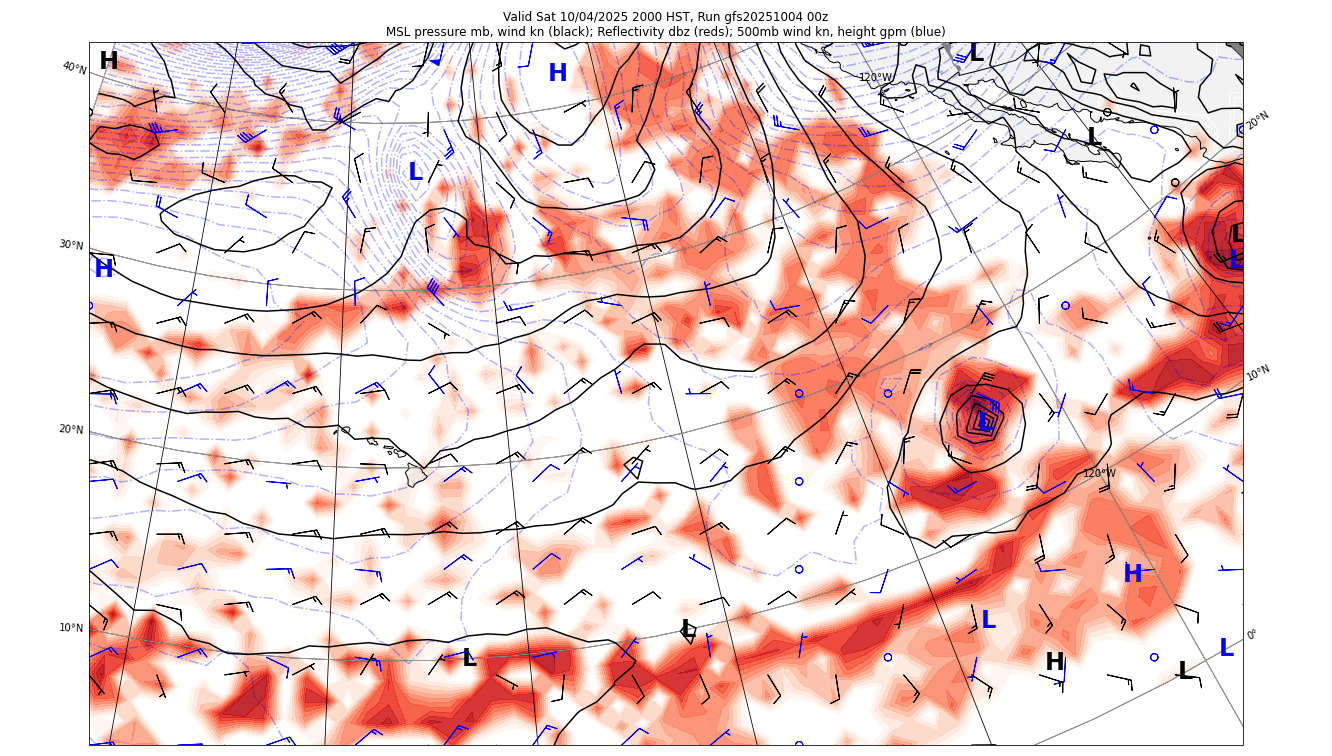 Valid Sat 10/04/2025 2000 HST, Run gfs20251004 00z
MSL pressure mb, wind kn (black); Reflectivity dbz (reds); 500mb wind kn, height gpm (blue)
H
L
H
40°N
120°W
20°N
L
L
30°N
L
H
L
10°N
20°N
L
120°W
H
10°N
L
L
0°
L
H
L
L